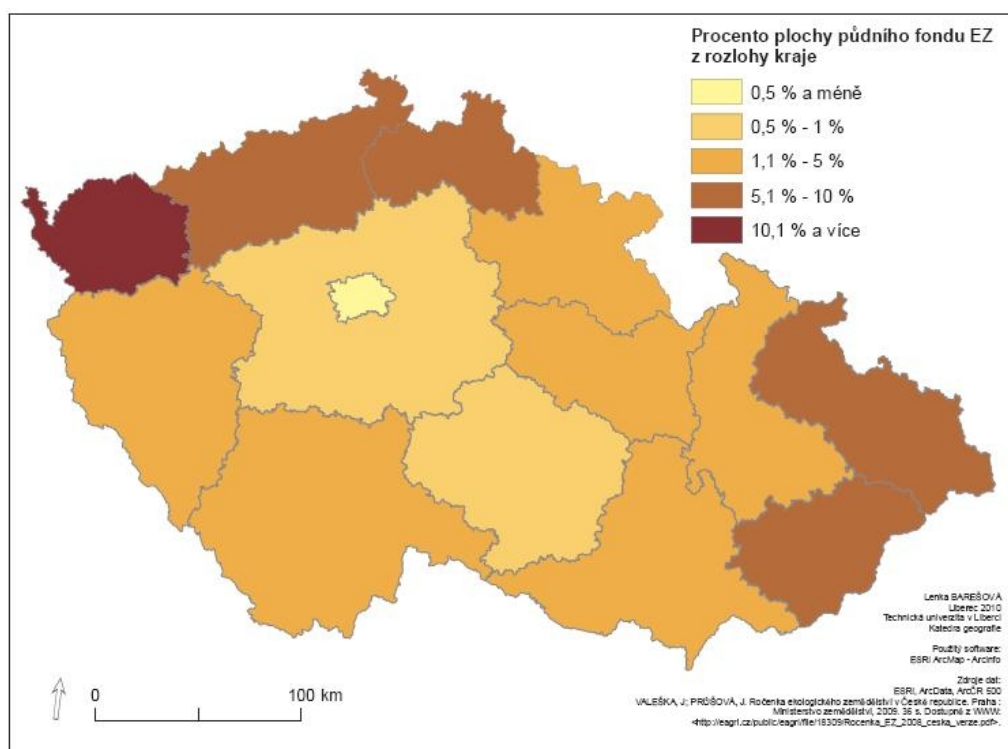 Procento plochy půdního fondu EZ
z rozlohy kraje
0,5 % a méně
0,5 % - 1 %
1,1 % - 5 %
5,1 % - 10 %
10,1 % a více
Lenka BAREŠOVÁ
Liberec 2010
Technická univerzita v Liberci
Katedra geografie
Použitý software:
ESRI ArcMap - ArcInfo
Zdroje dat:
ESRI, ArcData, ArcČR 500
VALEŠKA, J; PRŮŠOVÁ, J. Ročenka ekologického zemědělství v České republice. Praha :
Ministerstvo zemědělství, 2009. 36 s. Dostupné z WWW:
<http://eagri.cz/public/eagri/file/18309/Rocenka_EZ_2008_ceska_verze.pdf>.
0 100 km